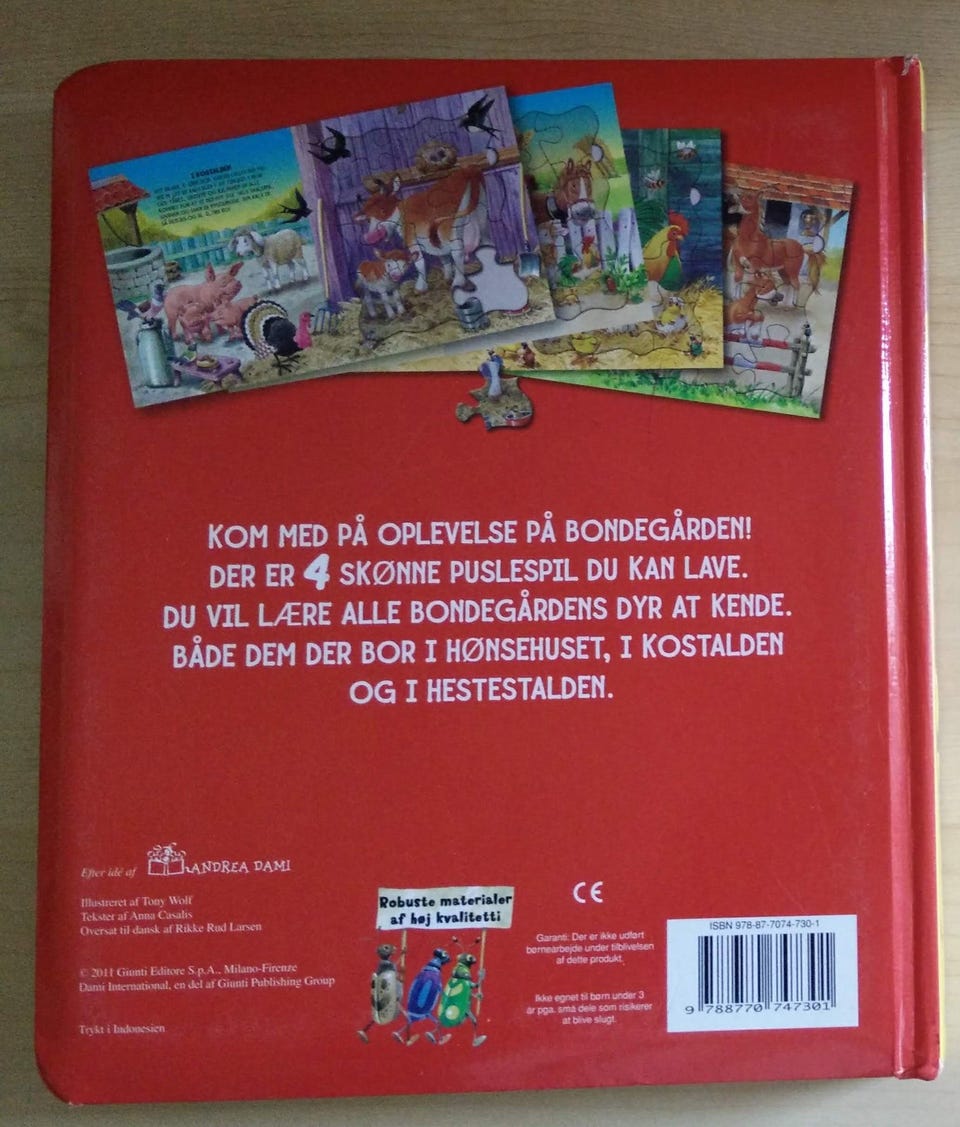 I KOSTALDEN
KOM MED PÅ OPLEVELSE PÅ BONDEGÅRDEN!
DER ER 4 SKØNNE PUSLESPIL DU KAN LAVE.
DU VIL LÆRE ALLE BONDEGÅRDENS DYR AT KENDE.
BÅDE DEM DER BOR I HØNSEHUSET, I KOSTALDEN
OG I HESTESTALDEN.
Efter idé af ANDREA DAMI
Illustreret af Tony Wolf
Tekster af Anna Casalis
Oversat til dansk af Rikke Rud Larsen
© 2011 Giunti Editore S.p.A., Milano-Firenze
Dami International, en del af Giunti Publishing Group
Trykt i Indonesien
Robuste materialer
af høj kvalitetti
CE
Garanti: Der er ikke udført
børnearbejde under tilblivelsen
af dette produkt.
Ikke egnet til børn under 3
år pga. små dele som risikerer
at blive slugt.
ISBN 978-87-7074-730-1
9 788770 747301